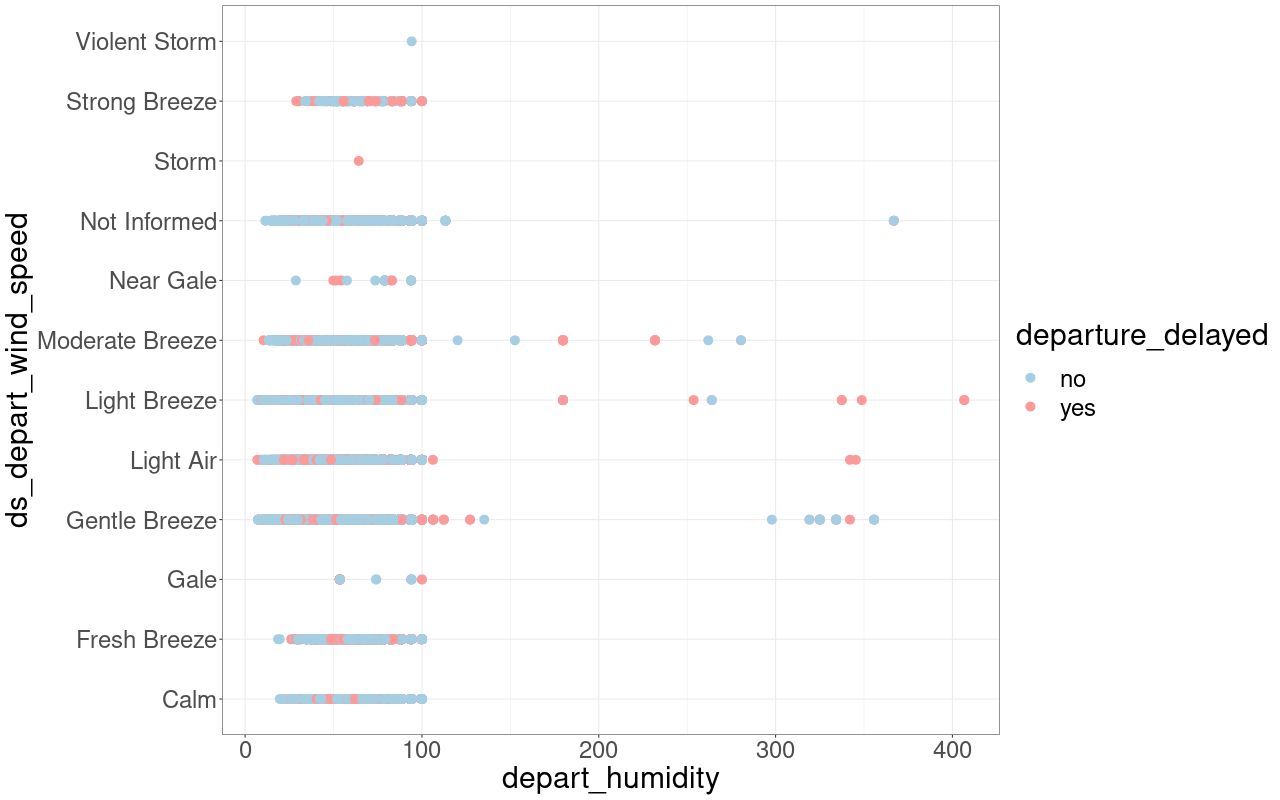 Violent Storm
Strong Breeze
Storm
Not Informed
Near Gale
Moderate Breeze
Light Breeze
Light Air
Gentle Breeze
Gale
Fresh Breeze
Calm
ds_depart_wind_speed
0 100 200 300 400
depart_humidity
departure_delayed
no
yes